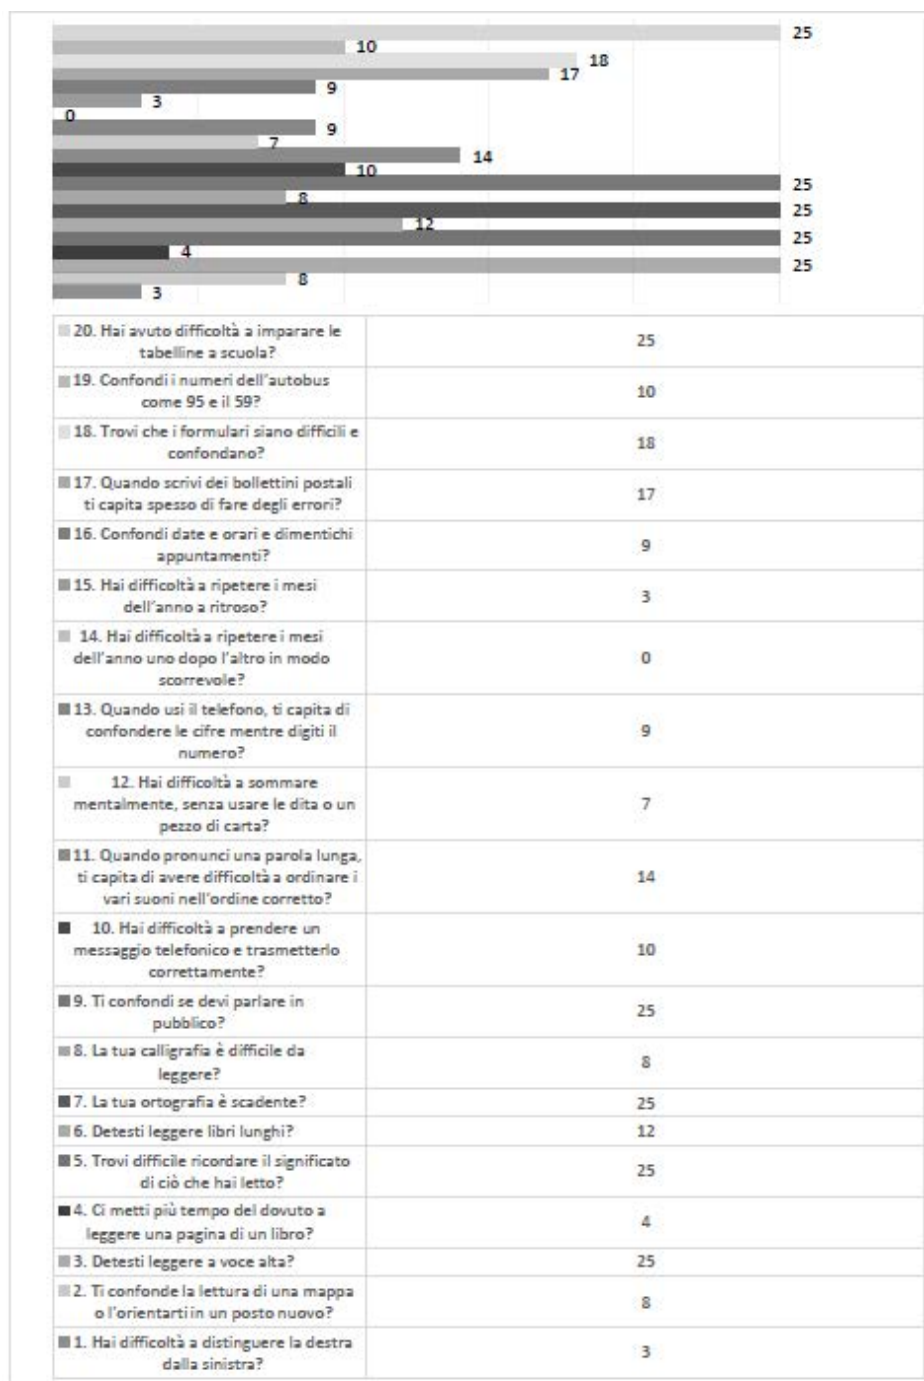 25
10
18
17
9
3
0
9
7
14
10
25
8
25
12
25
4
25
8
3
20. Hai avuto difficoltà a imparare le
tabelline a scuola?
25
19. Confondi i numeri dell'autobus
come 95 e il 59?
10
18. Trovi che i formulari siano difficili e
confondano?
18
17. Quando scrivi dei bollettini postali
ti capita spesso di fare degli errori?
17
16. Confondi date e orari e dimentichi
appuntamenti?
9
15. Hai difficoltà a ripetere i mesi
dell'anno a ritroso?
3
14. Hai difficoltà a ripetere i mesi
dell'anno uno dopo l'altro in modo
scorrevole?
0
13. Quando usi il telefono, ti capita di
confondere le cifre mentre digiti il
numero?
9
12. Hai difficoltà a sommare
mentalmente, senza usare le dita o un
pezzo di carta?
7
11. Quando pronunci una parola lunga,
ti capita di avere difficoltà a ordinare i
vari suoni nell'ordine corretto?
14
10. Hai difficoltà a prendere un
messaggio telefonico e trasmetterlo
correttamente?
10
9. Ti confondi se devi parlare in
pubblico?
25
8. La tua calligrafia è difficile da
leggere?
8
7. La tua ortografia è scadente?
25
6. Detesti leggere libri lunghi?
12
5. Trovi difficile ricordare il significato
di ciò che hai letto?
25
4. Ci metti più tempo del dovuto a
leggere una pagina di un libro?
4
3. Detesti leggere a voce alta?
25
2. Ti confonde la lettura di una mappa
o l'orientarti in un posto nuovo?
8
1. Hai difficoltà a distinguere la destra
dalla sinistra?
3